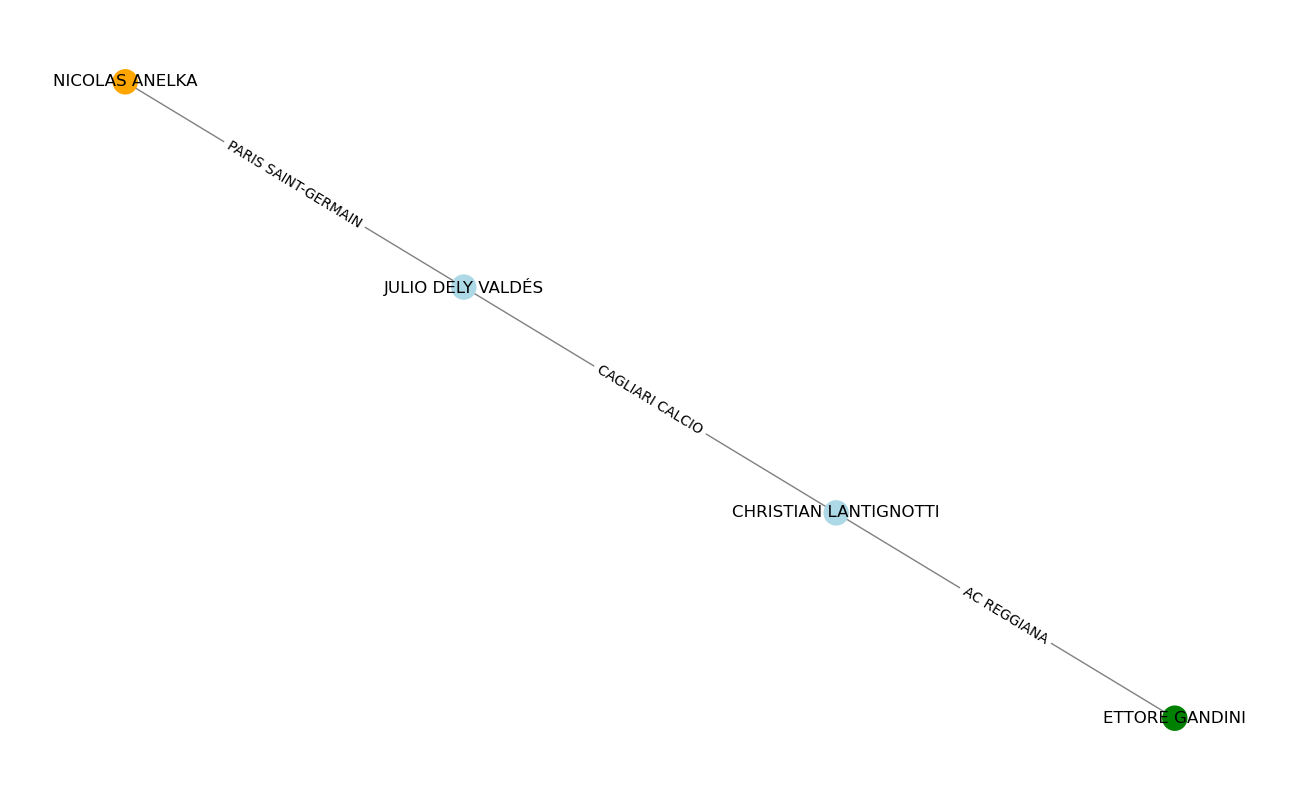 NICOLAS ANELKA
PARIS SAINT-GERMAIN
JULIO DELY VALDÉS
CAGLIARI CALCIO
CHRISTIAN LANTIGNOTTI
AC REGGIANA
ETTORE GANDINI